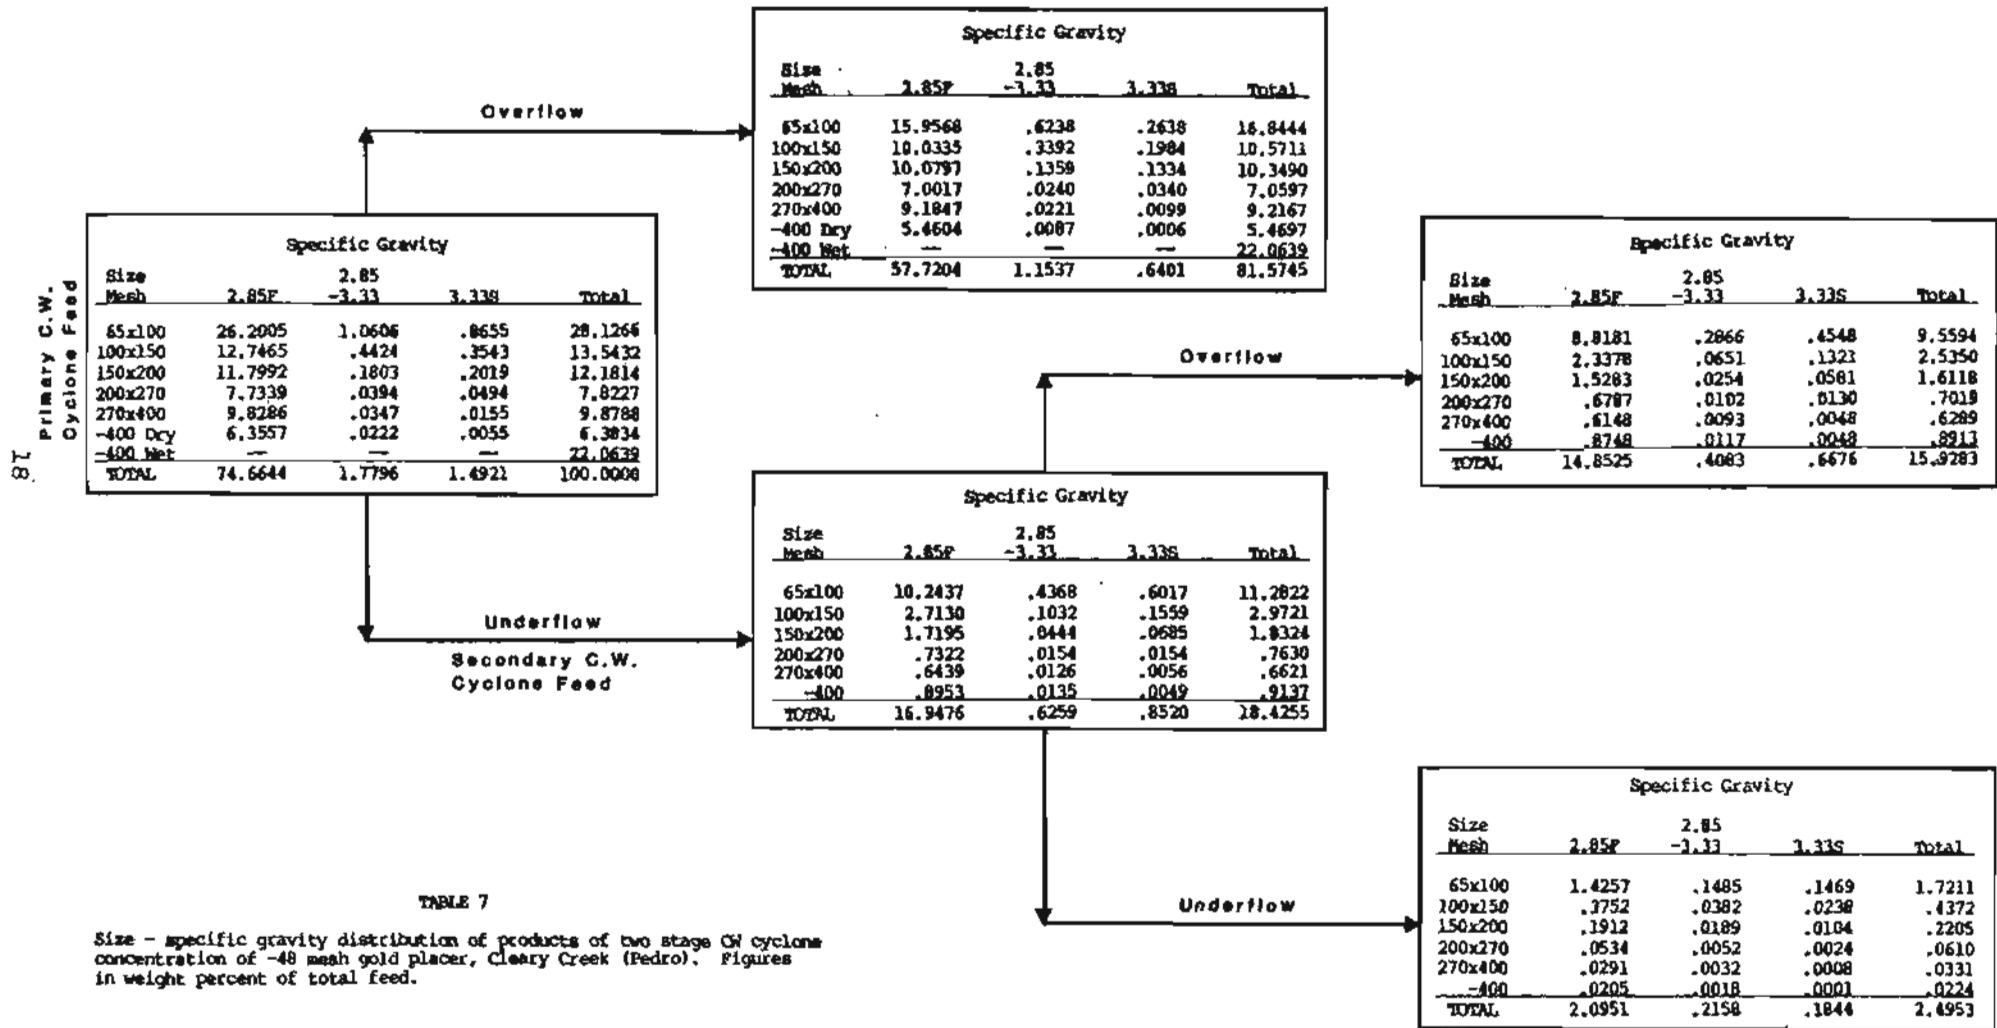 Specific Gravity
Size 2.85
Mesh 2.85F -3.33 3.33S Total
65x100 15.9568 .6238 .2638 16.8444
100x150 10.0335 .3392 .1984 10.5711
150x200 10.0797 .1359 .1334 10.3490
200x270 7.0017 .0240 .0340 7.0597
270x400 9.1847 .0221 .0099 9.2167
-400 Dry 5.4604 .0087 .0006 5.4697
-400 Wet — — — 22.0639
TOTAL 57.7204 1.1537 .6401 81.5745
Overflow
Primary C.W.
Cyclone Feed
Specific Gravity
Size 2.85
Mesh 2.85F -3.33 3.33S Total
65x100 26.2005 1.0606 .8655 28.1266
100x150 12.7465 .4424 .3543 13.5432
150x200 11.7992 .1803 .2019 12.1814
200x270 7.7339 .0394 .0494 7.8227
270x400 9.8286 .0347 .0155 9.8788
-400 Dry 6.3557 .0222 .0055 6.3834
-400 Wet — — — 22.0639
TOTAL 74.6644 1.7796 1.4921 100.0000
18
Overflow
Specific Gravity
Size 2.85
Mesh 2.85F -3.33 3.33S Total
65x100 8.8181 .2866 .4548 9.5594
100x150 2.3378 .0651 .1321 2.5350
150x200 1.5283 .0254 .0581 1.6118
200x270 .6787 .0102 .0130 .7019
270x400 .6148 .0093 .0048 .6289
-400 .8748 .0117 .0048 .8913
TOTAL 14.8525 .4083 .6676 15.9283
Underflow
Secondary C.W.
Cyclone Feed
Specific Gravity
Size 2.85
Mesh 2.85F -3.33 3.33S Total
65x100 10.2437 .4368 .6017 11.2822
100x150 2.7130 .1032 .1559 2.9721
150x200 1.7195 .0444 .0685 1.8324
200x270 .7322 .0154 .0154 .7630
270x400 .6439 .0126 .0056 .6621
-400 .8953 .0135 .0049 .9137
TOTAL 16.9476 .6259 .8520 18.4255
Underflow
Specific Gravity
Size 2.85
Mesh 2.85F -3.33 3.33S Total
65x100 1.4257 .1485 .1469 1.7211
100x150 .3752 .0382 .0238 .4372
150x200 .1912 .0189 .0104 .2205
200x270 .0534 .0052 .0024 .0610
270x400 .0291 .0032 .0008 .0331
-400 .0205 .0018 .0001 .0224
TOTAL 2.0951 .2158 .1844 2.4953
TABLE 7
Size - specific gravity distribution of products of two stage CW cyclone
concentration of -48 mesh gold placer, Cleary Creek (Pedro). Figures
in weight percent of total feed.